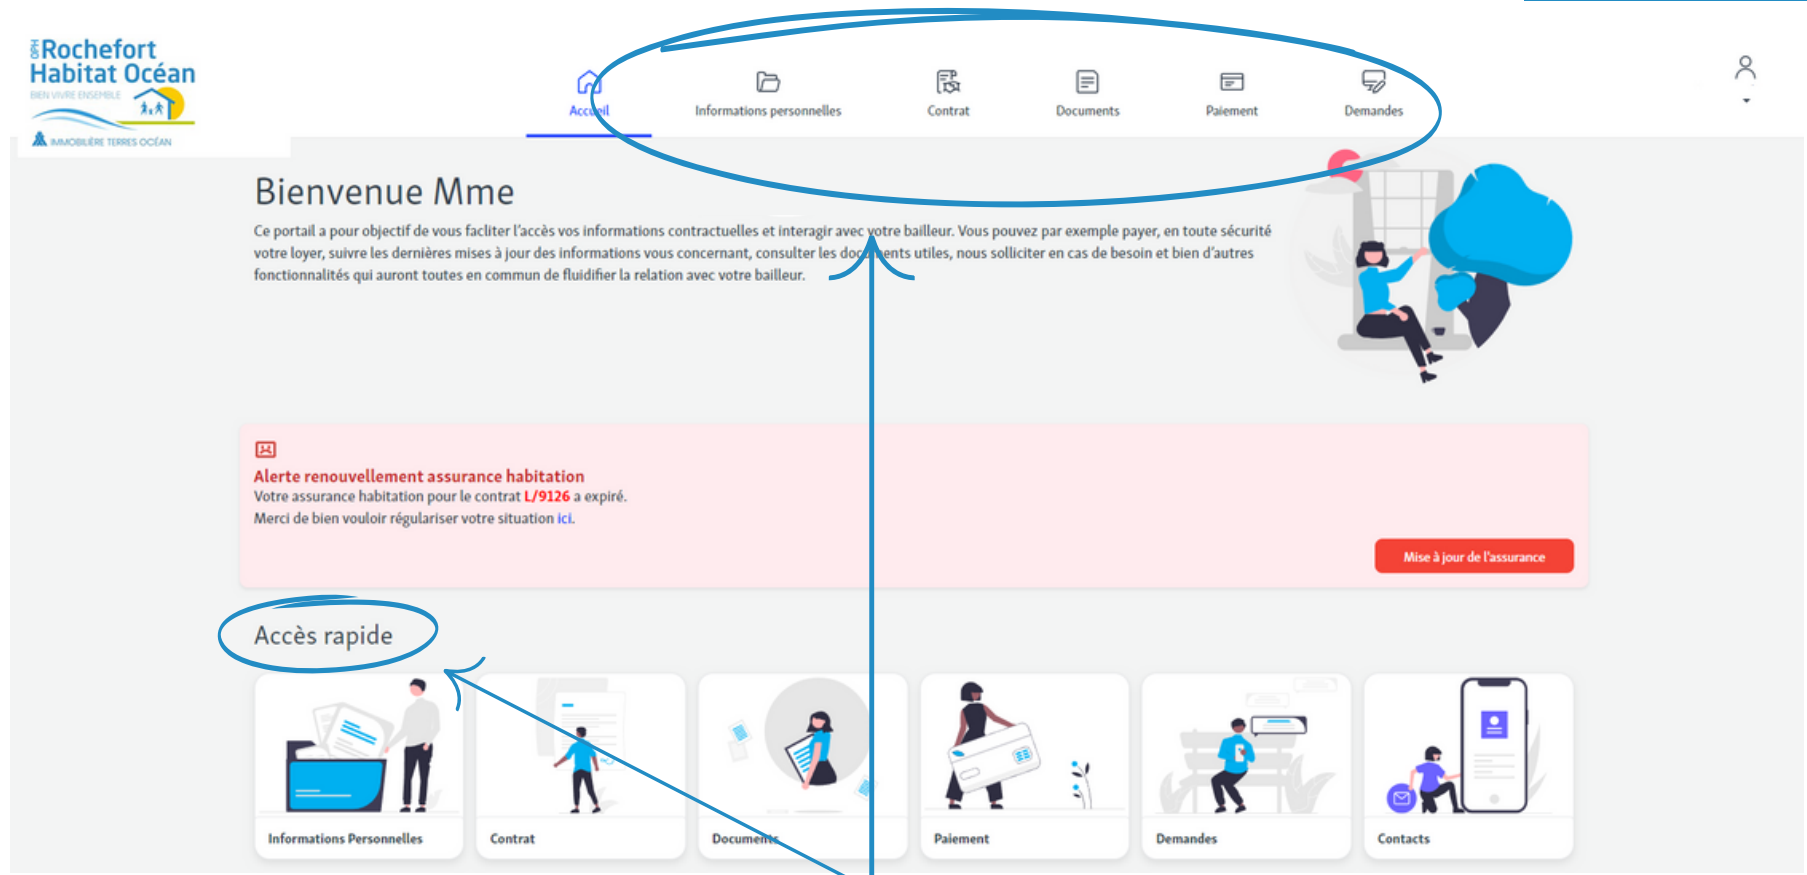 OPH Rochefort
Habitat Océan
BIEN VIVRE ENSEMBLE
IMMOBILIÈRE TERRES OCÉAN
Accueil
Informations personnelles
Contrat
Documents
Paiement
Demandes
Bienvenue Mme
Ce portail a pour objectif de vous facliter l'accès vos informations contractuelles et interagir avec votre bailleur. Vous pouvez par exemple payer, en toute sécurité
votre loyer, suivre les dernières mises à jour des informations vous concernant, consulter les documents utiles, nous solliciter en cas de besoin et bien d'autres
fonctionnalités qui auront toutes en commun de fluidifier la relation avec votre bailleur.
Alerte renouvellement assurance habitation
Votre assurance habitation pour le contrat L/9126 a expiré.
Merci de bien vouloir régulariser votre situation ici.
Mise à jour de l'assurance
Accès rapide
Informations Personnelles
Contrat
Documents
Paiement
Demandes
Contacts